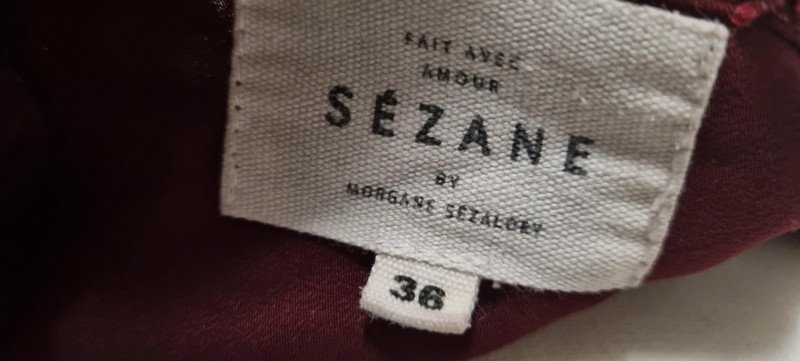 FAIT AVEC
AMOUR
SÉZANE
BY
MORGANE SÉZALORY
36